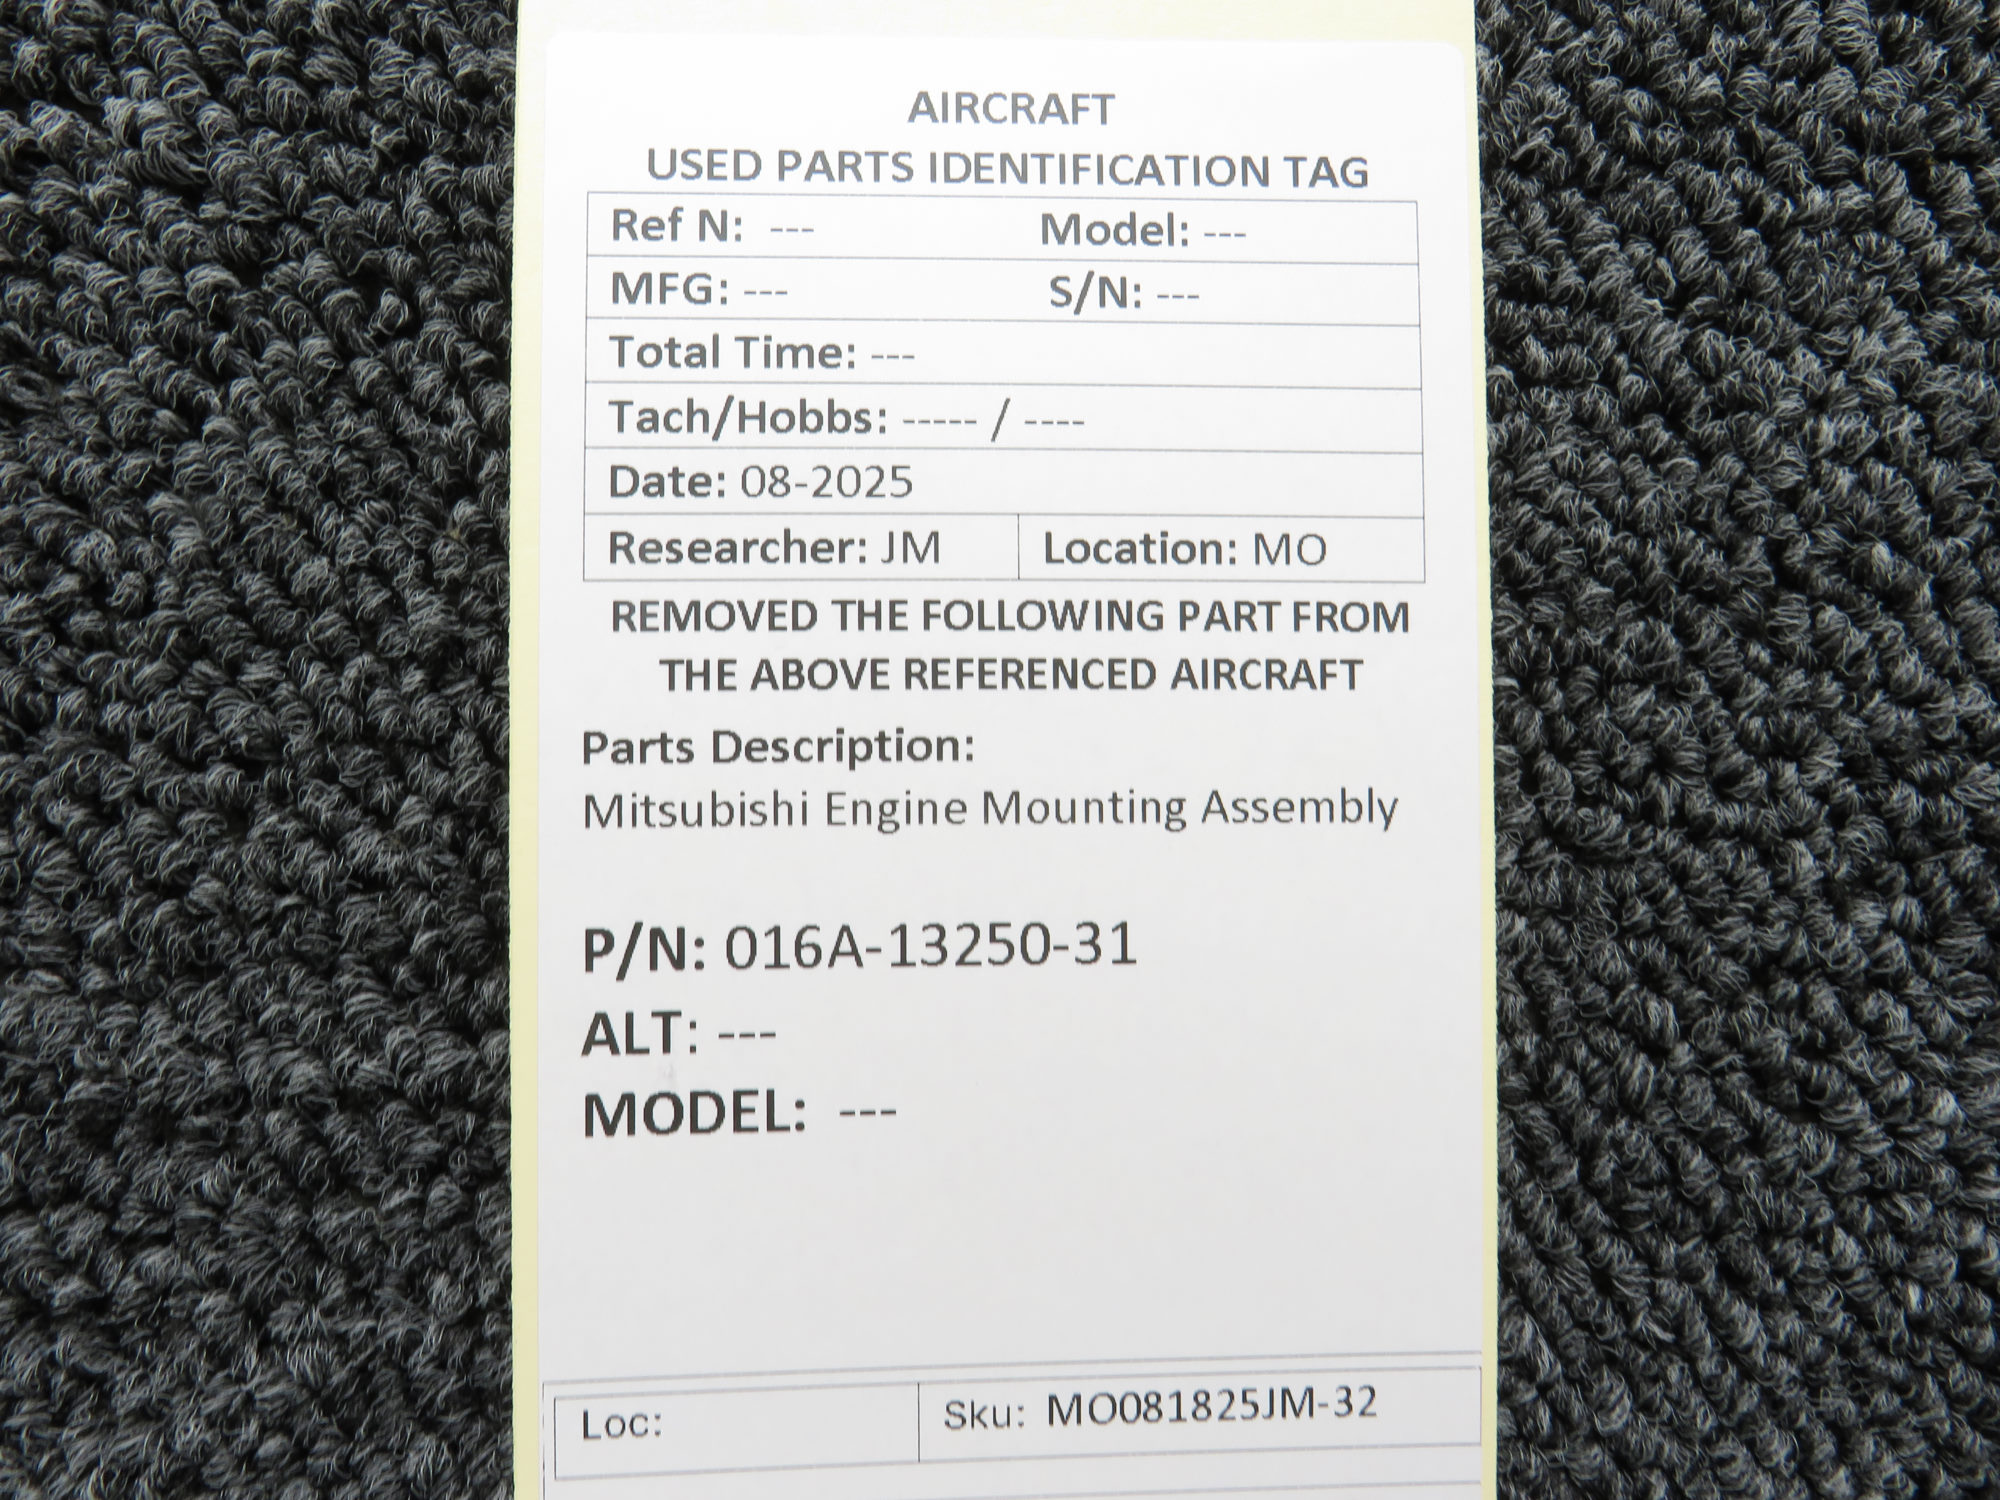 AIRCRAFT
USED PARTS IDENTIFICATION TAG
Ref N: --- Model: ---
MFG: --- S/N: ---
Total Time: ---
Tach/Hobbs: ----- / ----
Date: 08-2025
Researcher: JM Location: MO
REMOVED THE FOLLOWING PART FROM
THE ABOVE REFERENCED AIRCRAFT
Parts Description:
Mitsubishi Engine Mounting Assembly
P/N: 016A-13250-31
ALT: ---
MODEL: ---
Loc: Sku: MO081825JM-32